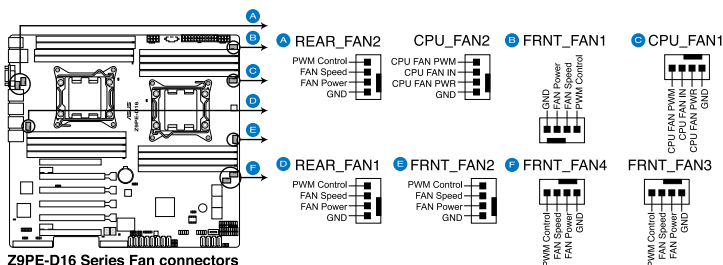 A
B
C
D
E
F
ASUS
Z9PE-D16
Z9PE-D16 Series Fan connectors
A REAR_FAN2
PWM Control
FAN Speed
FAN Power
GND
CPU_FAN2
CPU FAN PWM
CPU FAN IN
CPU FAN PWR
GND
B FRNT_FAN1
GND
FAN Power
FAN Speed
PWM Control
C CPU_FAN1
CPU FAN PWM
CPU FAN IN
CPU FAN PWR
GND
D REAR_FAN1
PWM Control
FAN Speed
FAN Power
GND
E FRNT_FAN2
PWM Control
FAN Speed
FAN Power
GND
F FRNT_FAN4
PWM Control
FAN Speed
FAN Power
GND
FRNT_FAN3
PWM Control
FAN Speed
FAN Power
GND